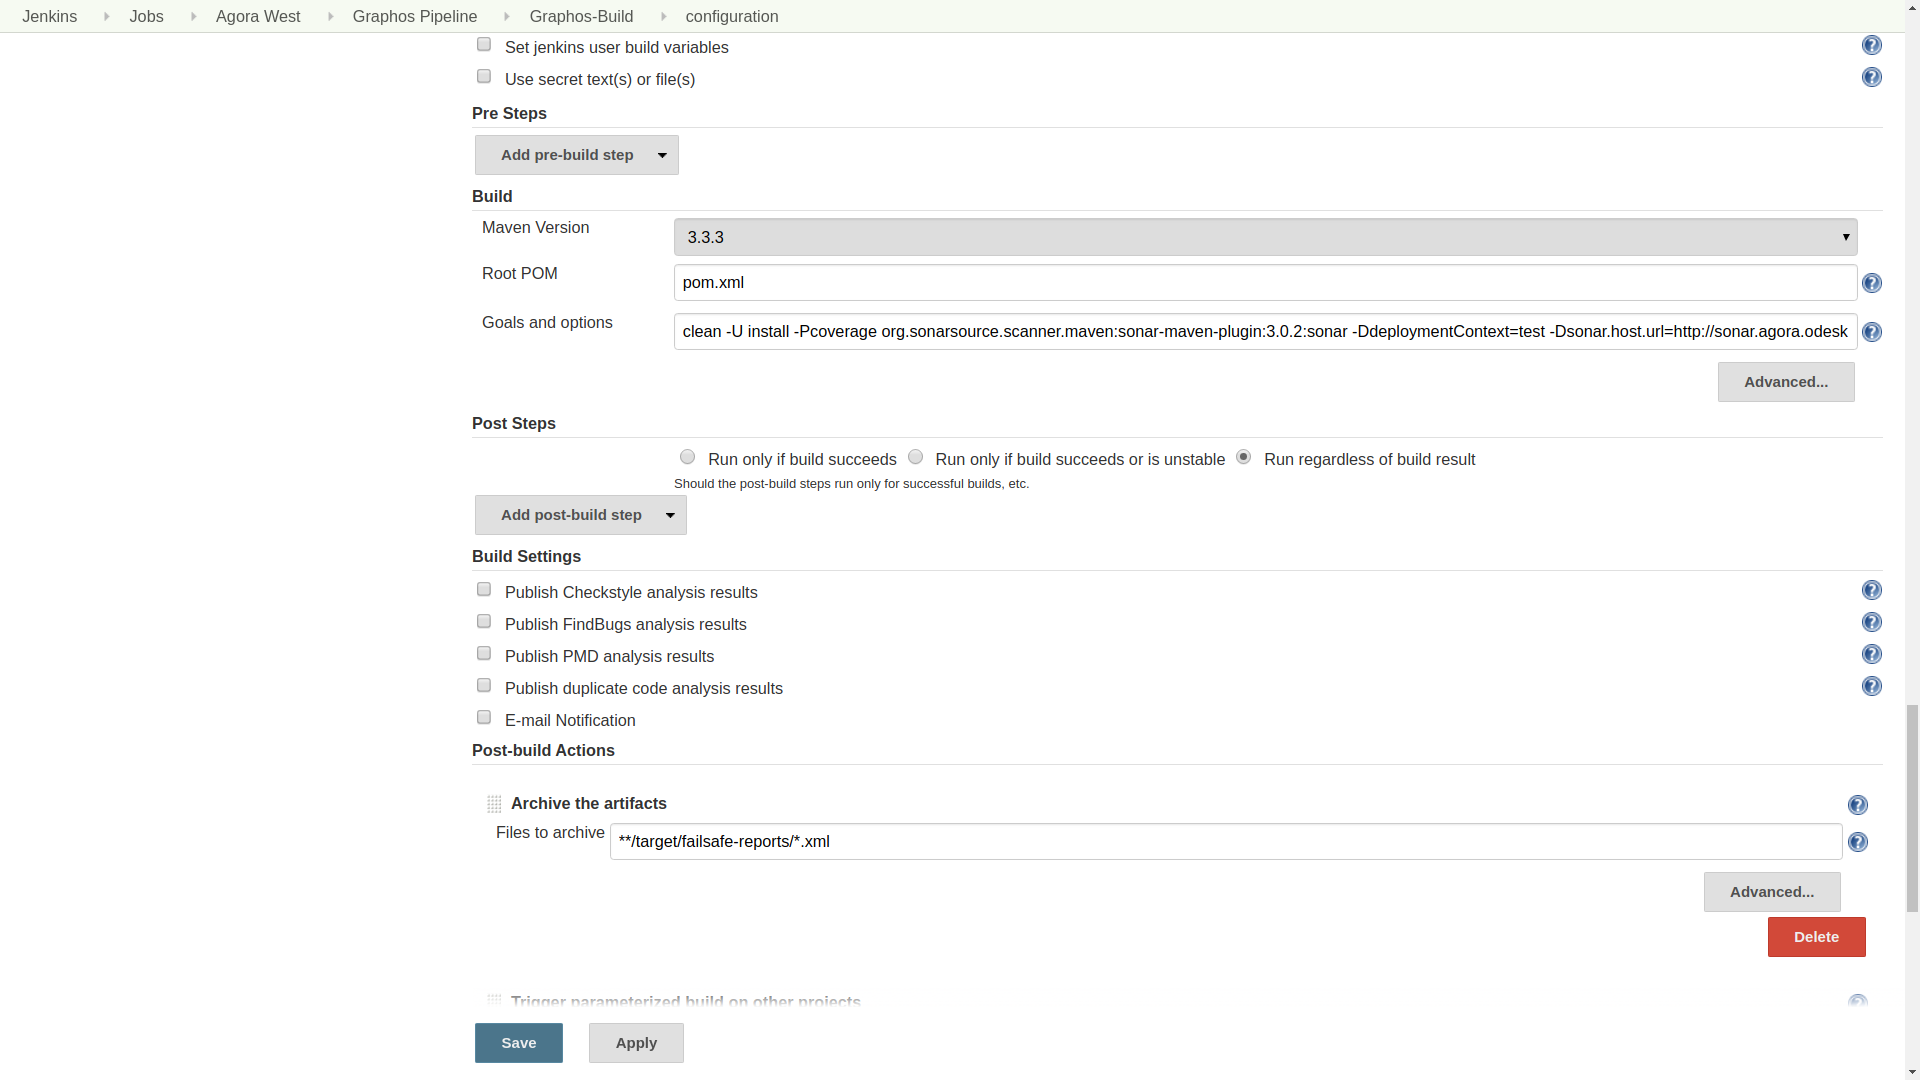 Jenkins Jobs Agora West Graphos Pipeline Graphos-Build configuration
Set jenkins user build variables
Use secret text(s) or file(s)
Pre Steps
Add pre-build step
Build
Maven Version 3.3.3
Root POM pom.xml
Goals and options clean -U install -Pcoverage org.sonarsource.scanner.maven:sonar-maven-plugin:3.0.2:sonar -DdeploymentContext=test -Dsonar.host.url=http://sonar.agora.odesk
Advanced...
Post Steps
Run only if build succeeds Run only if build succeeds or is unstable Run regardless of build result
Should the post-build steps run only for successful builds, etc.
Add post-build step
Build Settings
Publish Checkstyle analysis results
Publish FindBugs analysis results
Publish PMD analysis results
Publish duplicate code analysis results
E-mail Notification
Post-build Actions
Archive the artifacts
Files to archive **/target/failsafe-reports/*.xml
Advanced...
Delete
Trigger parameterized build on other projects
Save Apply